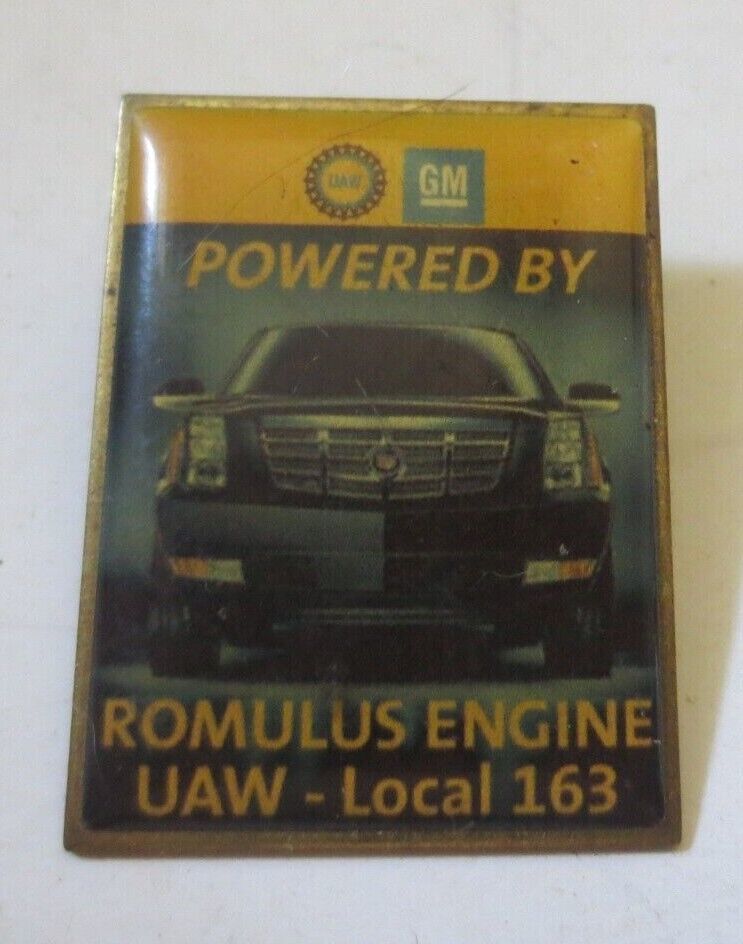 UAW GM
POWERED BY
ROMULUS ENGINE
UAW - Local 163